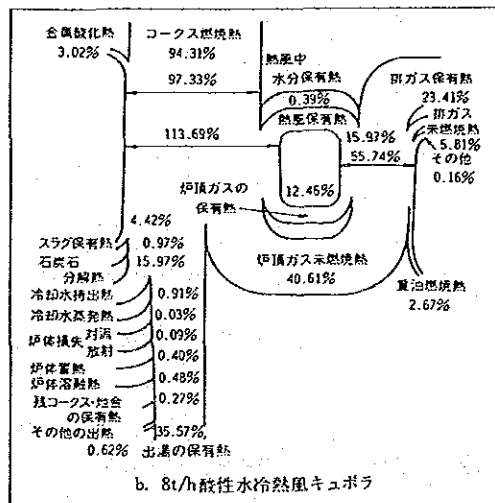 金属酸化熱
3.02%
コークス燃焼熱
94.31%
97.33%
113.69%
熱風中
水分保有熱
0.39%
熱風保有熱
15.97%
55.74%
排ガス保有熱
23.41%
排ガス
未燃焼熱
5.81%
その他
0.16%
炉頂ガスの
保有熱
12.45%
炉頂ガス未燃焼熱
40.61%
重油燃焼熱
2.67%
4.42%
スラグ保有熱
0.97%
石炭石
分解熱
15.97%
冷却水持出熱
0.91%
冷却水蒸発熱
0.03%
炉体損失
対流
0.09%
放射
0.40%
炉体蓄熱
0.48%
炉体溶融熱
0.27%
残コークス・地金
の保有熱
その他の出熱
0.62%
35.57%
出湯の保有熱
b. 8t/h酸性水冷熱風キュポラ